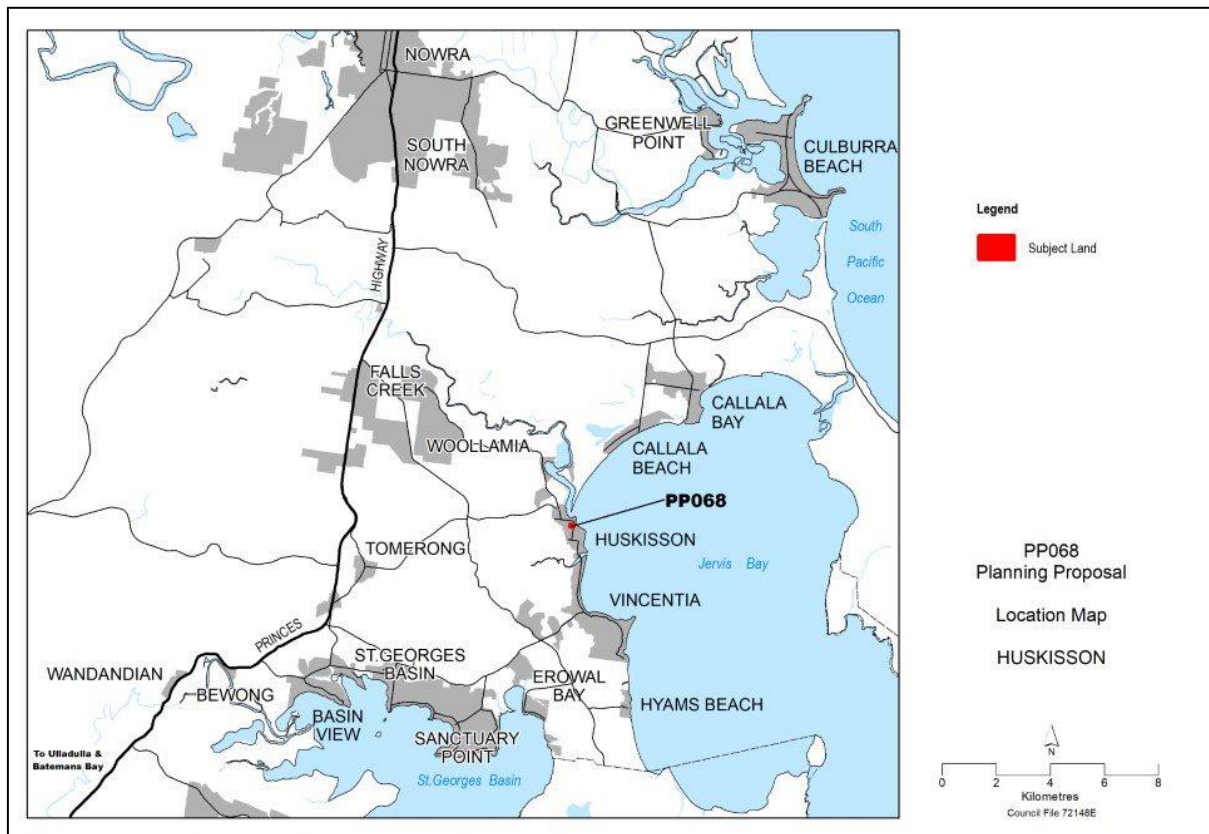 NOWRA
SOUTH
NOWRA
GREENWELL
POINT
CULBURRA
BEACH
South
Pacific
Ocean
HIGHWAY
FALLS
CREEK
WOOLLAMIA
CALLALA
BAY
CALLALA
BEACH
PP068
HUSKISSON
TOMERONG
Jervis Bay
VINCENTIA
PRINCES
WANDANDIAN
ST.GEORGES
BASIN
BEWONG
EROWAL
BAY
BASIN
VIEW
HYAMS BEACH
SANCTUARY
POINT
To Ulladulla &
Batemans Bay
St.Georges Basin
Legend
Subject Land
PP068
Planning Proposal
Location Map
HUSKISSON
N
0 2 4 6 8
Kilometres
Council File 72148E